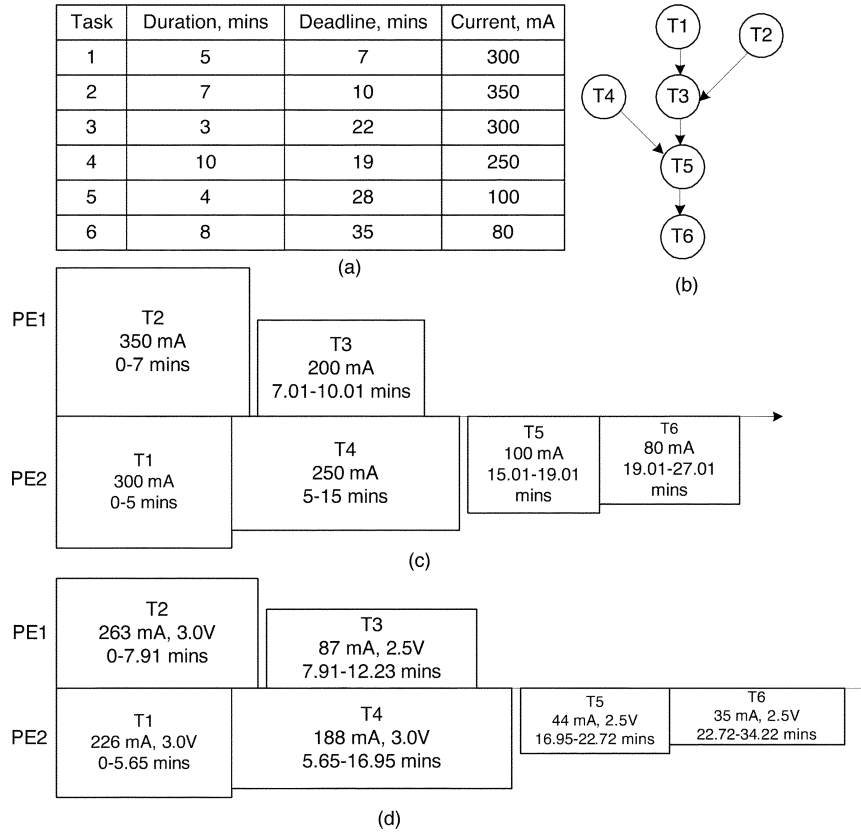 Task Duration, mins Deadline, mins Current, mA
1 5 7 300
2 7 10 350
3 3 22 300
4 10 19 250
5 4 28 100
6 8 35 80
(a)
T1
T2
T4
T3
T5
T6
(b)
PE1
T2
350 mA
0-7 mins
T3
200 mA
7.01-10.01 mins
PE2
T1
300 mA
0-5 mins
T4
250 mA
5-15 mins
T5
100 mA
15.01-19.01
mins
T6
80 mA
19.01-27.01
mins
(c)
PE1
T2
263 mA, 3.0V
0-7.91 mins
T3
87 mA, 2.5V
7.91-12.23 mins
PE2
T1
226 mA, 3.0V
0-5.65 mins
T4
188 mA, 3.0V
5.65-16.95 mins
T5
44 mA, 2.5V
16.95-22.72 mins
T6
35 mA, 2.5V
22.72-34.22 mins
(d)